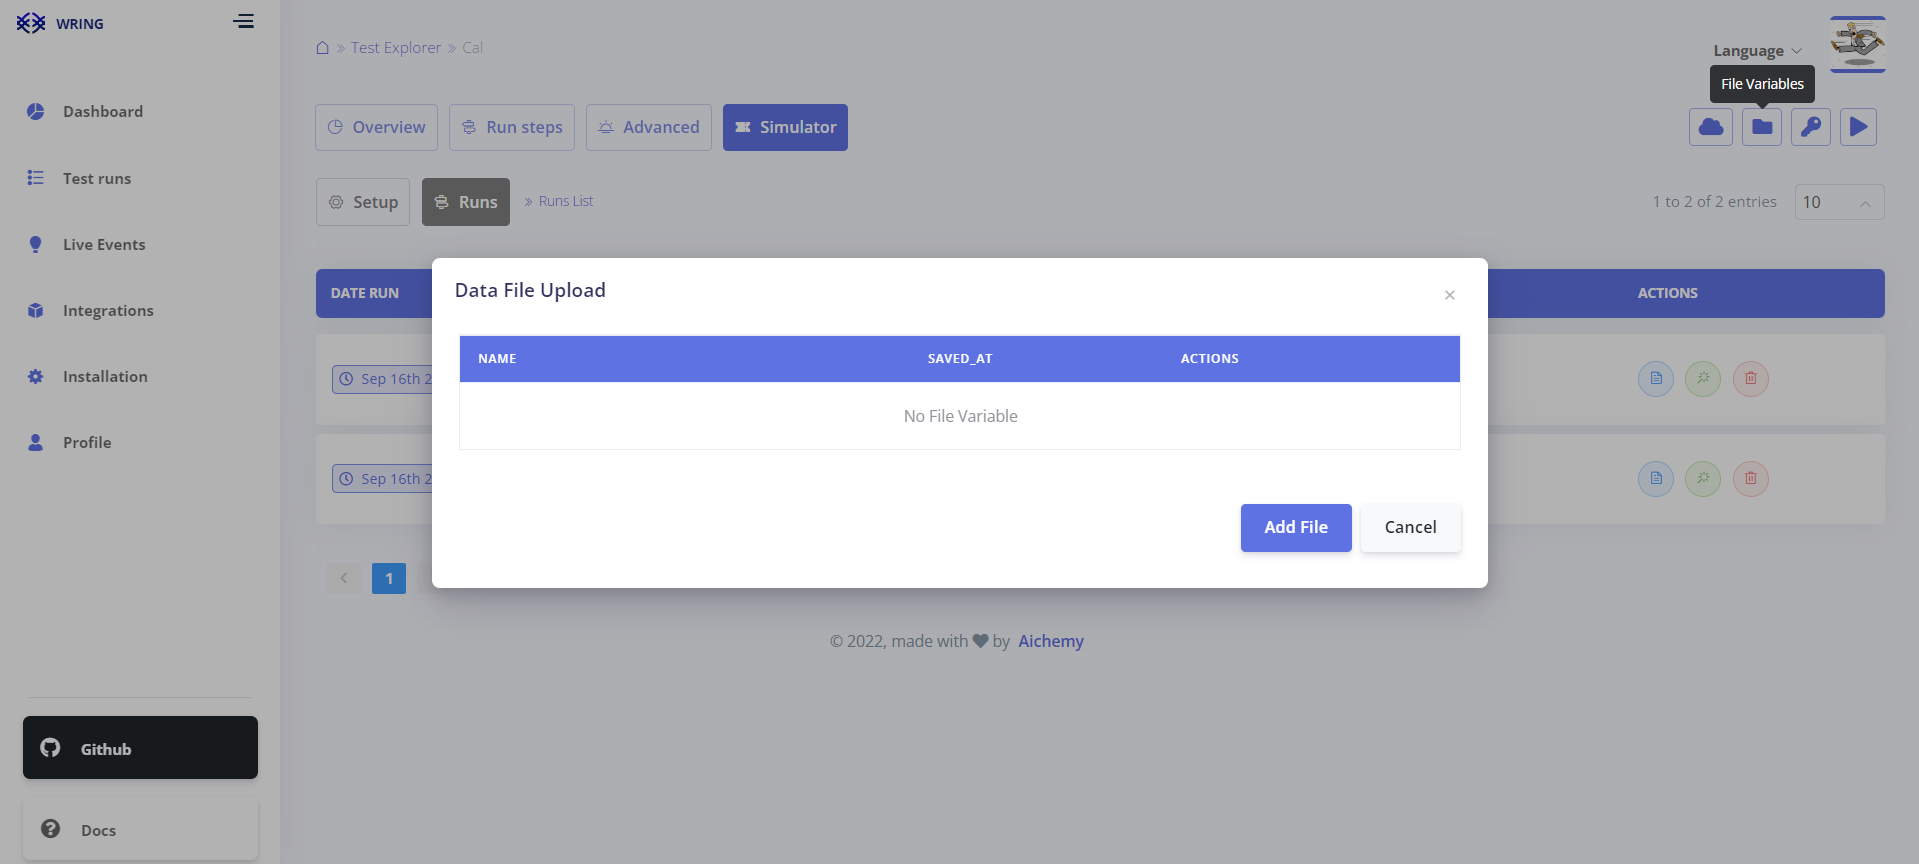 WRING
Test Explorer
Cal
Language
File Variables
Dashboard
Overview
Run steps
Advanced
Simulator
Test runs
Setup
Runs
Runs List
1 to 2 of 2 entries
10
Live Events
Data File Upload
×
DATE RUN
ACTIONS
Integrations
NAME
SAVED_AT
ACTIONS
Installation
Sep 16th 2
No File Variable
Profile
Sep 16th 2
Add File
Cancel
1
© 2022, made with by Aichemy
Github
Docs